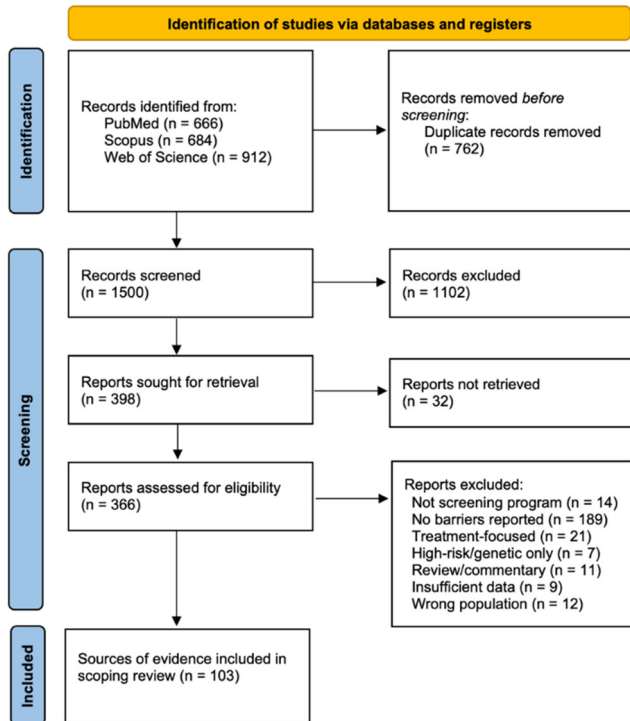 Identification of studies via databases and registers
Identification
Records identified from:
PubMed (n = 666)
Scopus (n = 684)
Web of Science (n = 912)
Records removed before
screening:
Duplicate records removed
(n = 762)
Screening
Records screened
(n = 1500)
Records excluded
(n = 1102)
Reports sought for retrieval
(n = 398)
Reports not retrieved
(n = 32)
Reports assessed for eligibility
(n = 366)
Reports excluded:
Not screening program (n = 14)
No barriers reported (n = 189)
Treatment-focused (n = 21)
High-risk/genetic only (n = 7)
Review/commentary (n = 11)
Insufficient data (n = 9)
Wrong population (n = 12)
Included
Sources of evidence included in
scoping review (n = 103)